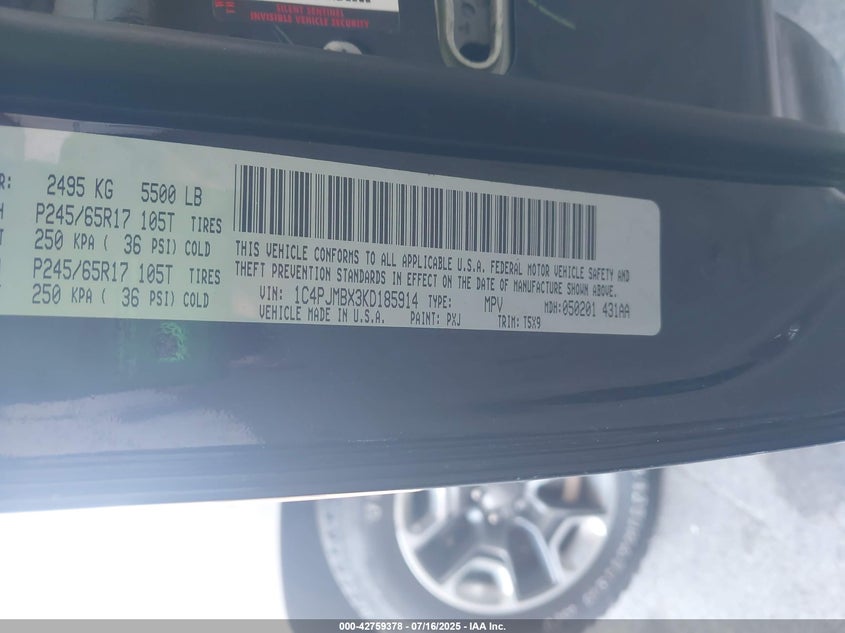 SILENT SENTINEL
INVISIBLE VEHICLE SECURITY
R: 2495 KG 5500 LB
H P245/65R17 105T TIRES
T 250 KPA ( 36 PSI) COLD
P245/65R17 105T TIRES
250 KPA ( 36 PSI) COLD
THIS VEHICLE CONFORMS TO ALL APPLICABLE U.S.A. FEDERAL MOTOR VEHICLE SAFETY AND
THEFT PREVENTION STANDARDS IN EFFECT ON THE DATE OF MANUFACTURE SHOWN ABOVE.
VIN: 1C4PJMBX3KD185914 TYPE: MPV MDH:050201 431AA
VEHICLE MADE IN U.S.A. PAINT: PXJ TRIM: T5X9
000-42759378 - 07/16/2025 - IAA Inc.